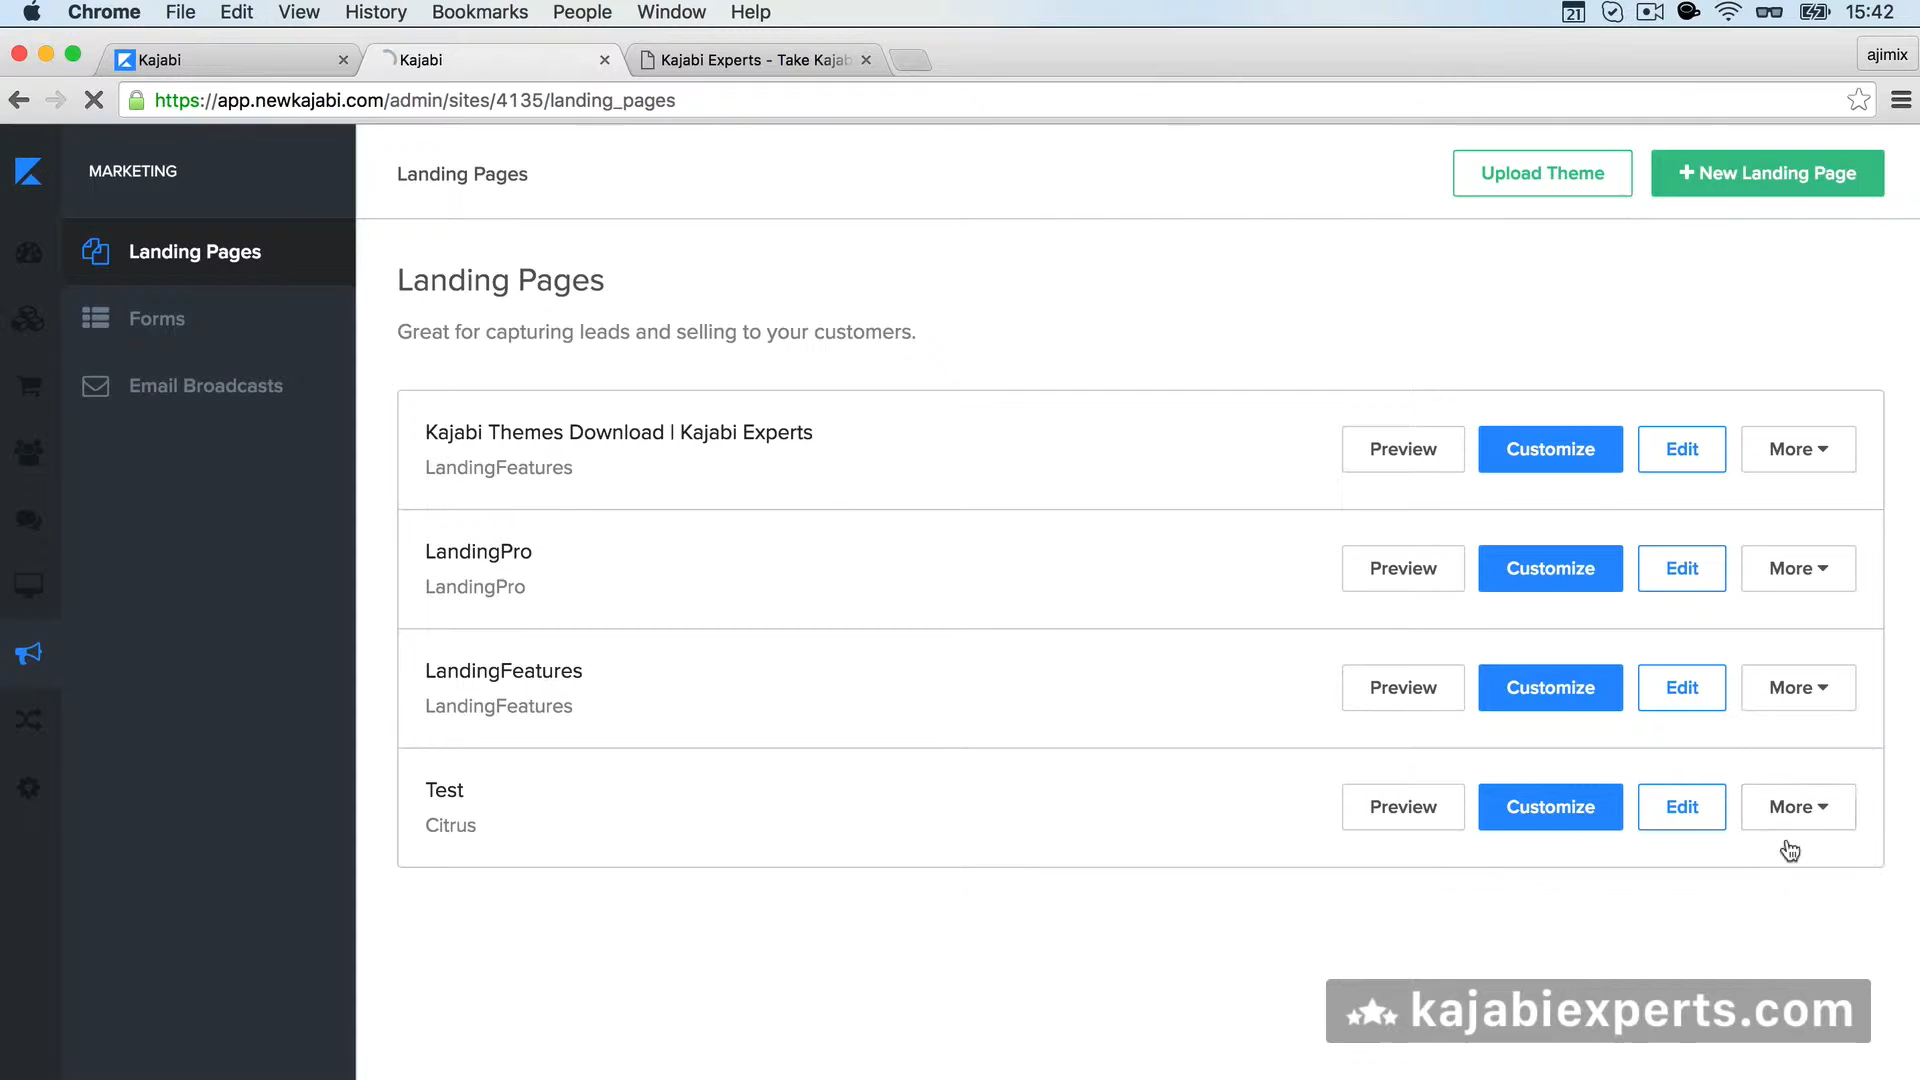 Chrome File Edit View History Bookmarks People Window Help 21 15:42
Kajabi Kajabi Kajabi Experts - Take Kajab ajimix
https://app.newkajabi.com/admin/sites/4135/landing_pages
MARKETING
Landing Pages
Forms
Email Broadcasts
Landing Pages Upload Theme + New Landing Page
Landing Pages
Great for capturing leads and selling to your customers.
Kajabi Themes Download | Kajabi Experts
LandingFeatures
Preview Customize Edit More
LandingPro
LandingPro
Preview Customize Edit More
LandingFeatures
LandingFeatures
Preview Customize Edit More
Test
Citrus
Preview Customize Edit More
kajabiexperts.com